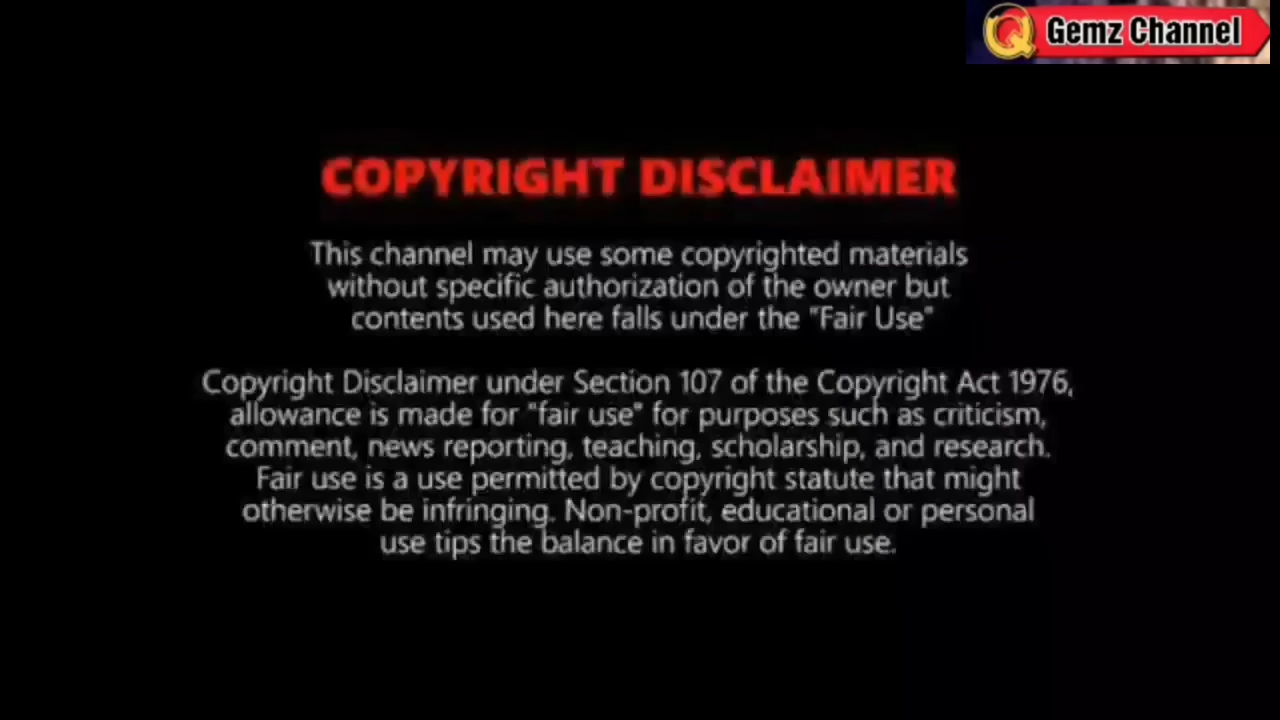 Gemz Channel
COPYRIGHT DISCLAIMER
This channel may use some copyrighted materials
without specific authorization of the owner but
contents used here falls under the "Fair Use"
Copyright Disclaimer under Section 107 of the Copyright Act 1976,
allowance is made for "fair use" for purposes such as criticism,
comment, news reporting, teaching, scholarship, and research.
Fair use is a use permitted by copyright statute that might
otherwise be infringing. Non-profit, educational or personal
use tips the balance in favor of fair use.